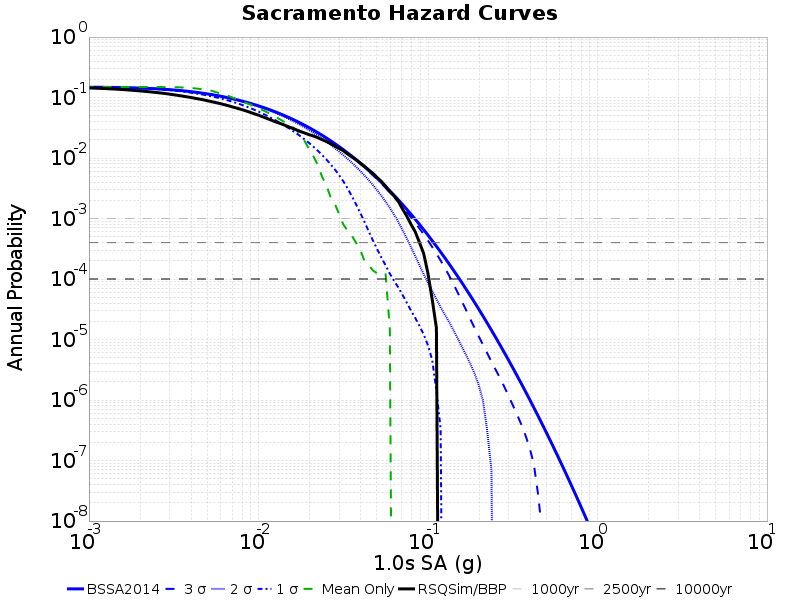 Sacramento Hazard Curves
Annual Probability
10^0
10^-1
10^-2
10^-3
10^-4
10^-5
10^-6
10^-7
10^-8
10^-3 10^-2 10^-1 10^0 10^1
1.0s SA (g)
BSSA2014 3 σ 2 σ 1 σ Mean Only RSQSim/BBP 1000yr 2500yr 10000yr